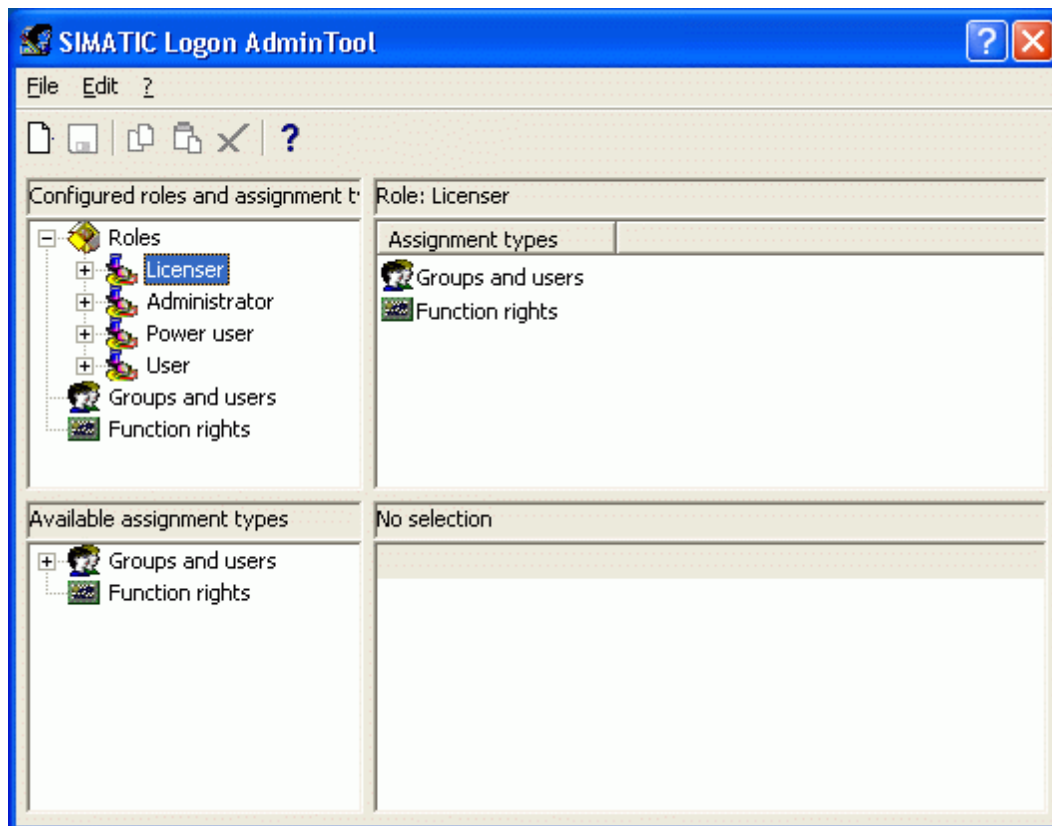 SIMATIC Logon AdminTool
File Edit ?
Configured roles and assignment t
Role: Licenser
Roles
Licenser
Administrator
Power user
User
Groups and users
Function rights
Assignment types
Groups and users
Function rights
Available assignment types
No selection
Groups and users
Function rights